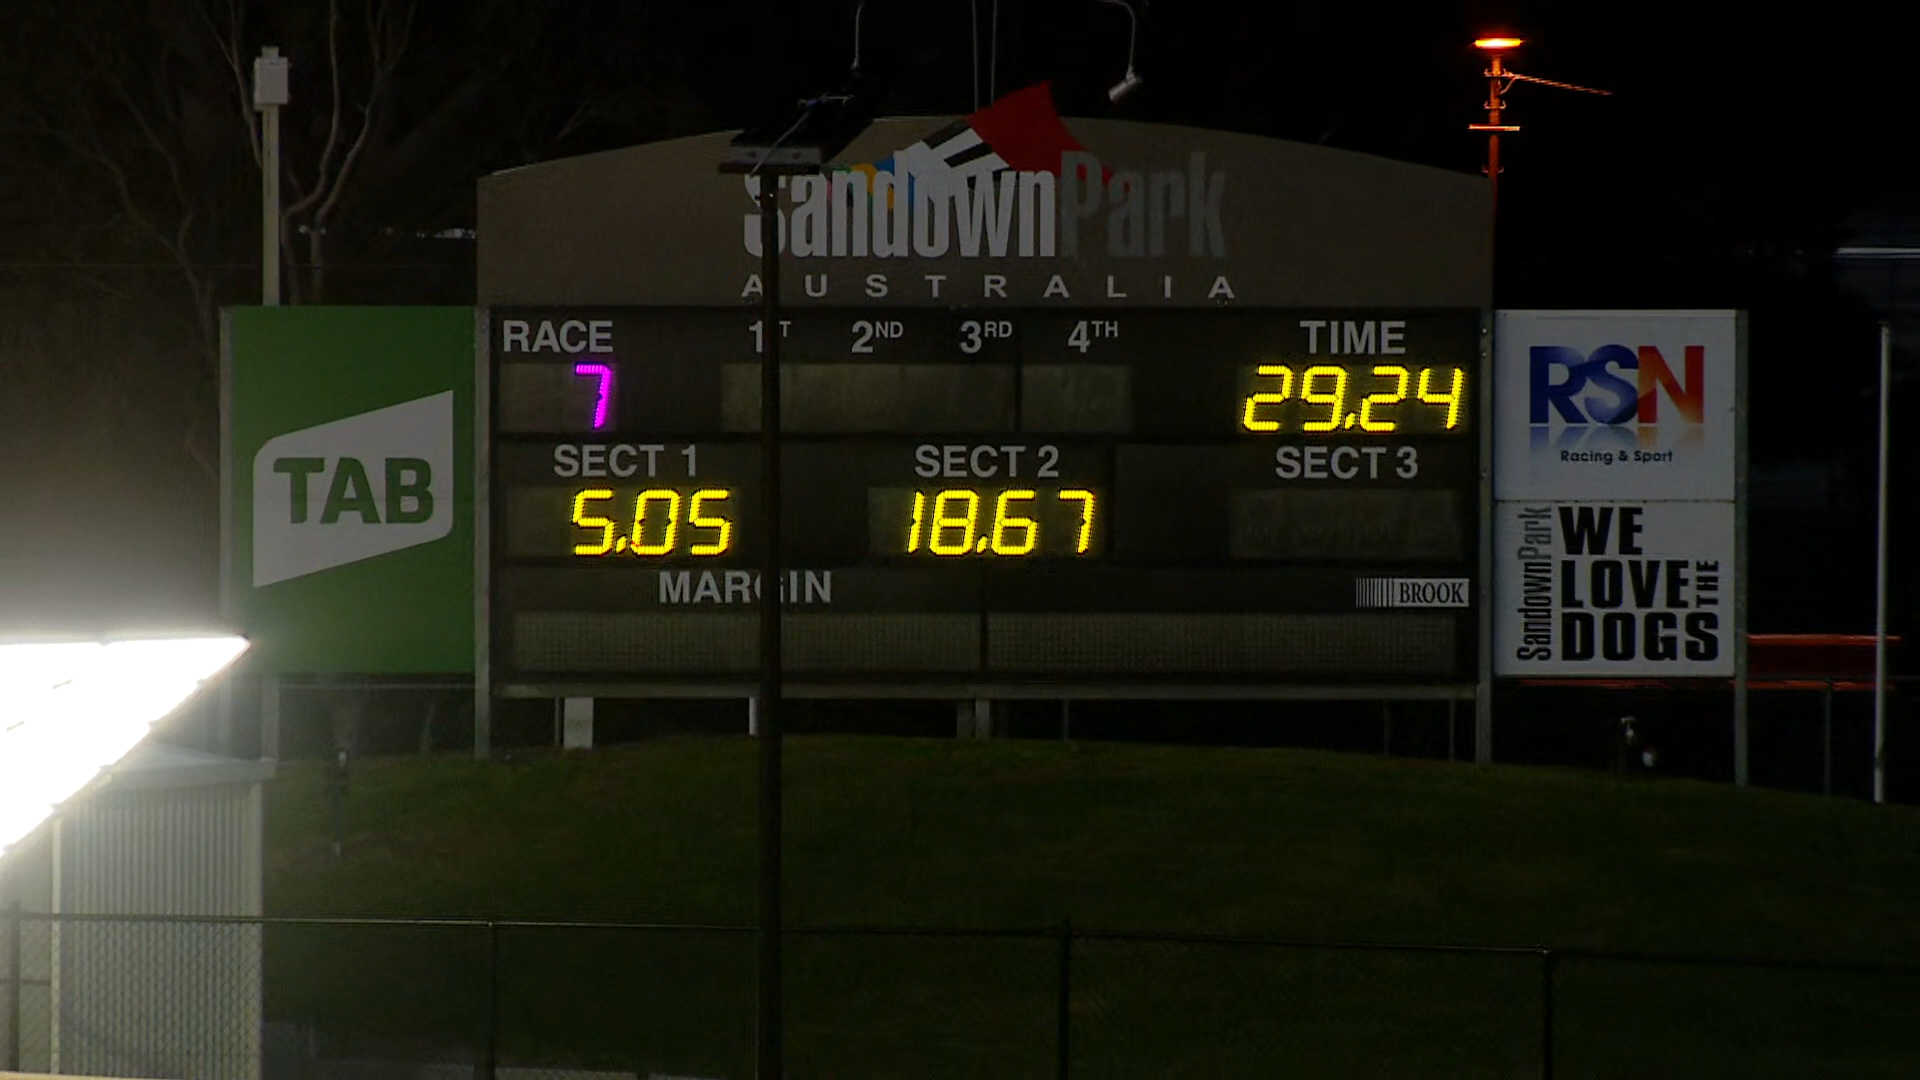 SandownPark
AUSTRALIA
RACE 1ST 2ND 3RD 4TH TIME
7 29.24
SECT 1 SECT 2 SECT 3
5.05 18.67
MARGIN
BROOK
TAB
RSN
Racing & Sport
SandownPark
WE
LOVE THE
DOGS